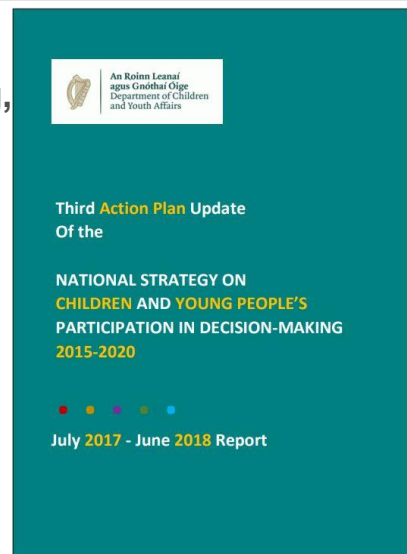 An Roinn Leanaí
agus Gnóthaí Óige
Department of Children
and Youth Affairs
Third Action Plan Update
Of the
NATIONAL STRATEGY ON
CHILDREN AND YOUNG PEOPLE'S
PARTICIPATION IN DECISION-MAKING
2015-2020
July 2017 - June 2018 Report